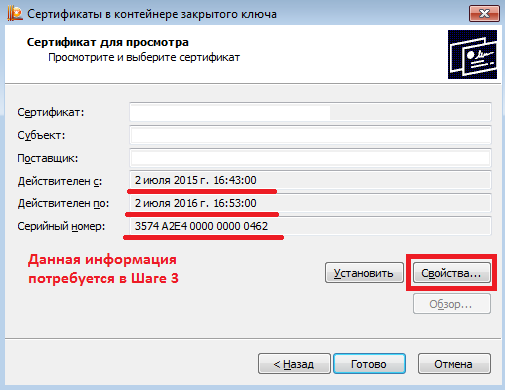 Сертификаты в контейнере закрытого ключа
Сертификат для просмотра
Просмотрите и выберите сертификат
Сертификат:
Субъект:
Поставщик:
Действителен с: 2 июля 2015 г. 16:43:00
Действителен по: 2 июля 2016 г. 16:53:00
Серийный номер: 3574 A2E4 0000 0000 0462
Данная информация
потребуется в Шаге 3
Установить Свойства...
Обзор...
< Назад Готово Отмена